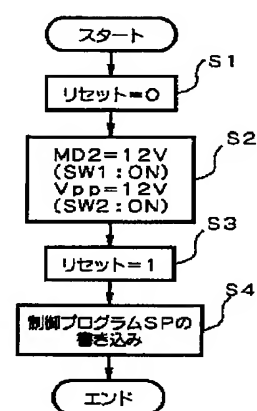 スタート
S1
リセット=0
S2
MD2=12V
(SW1:ON)
Vpp=12V
(SW2:ON)
S3
リセット=1
S4
制御プログラムSPの
書き込み
エンド